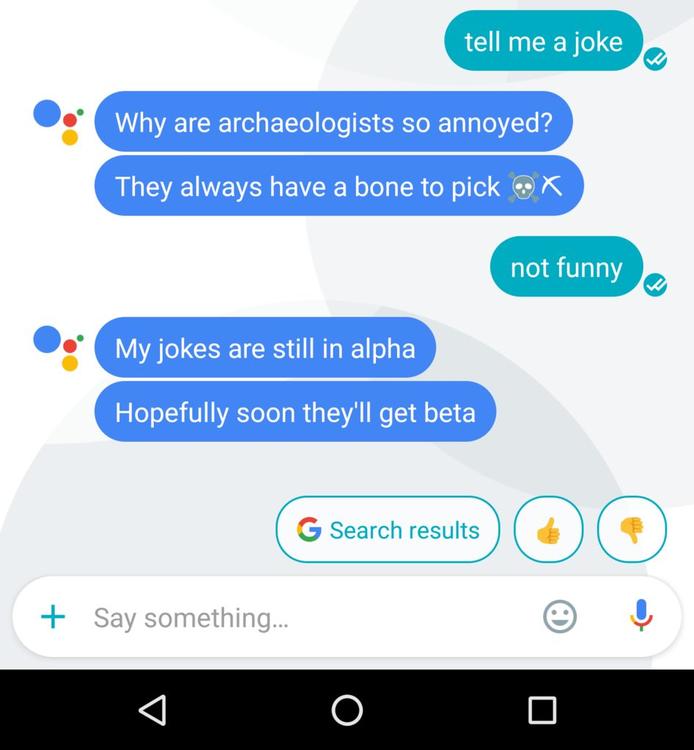 tell me a joke
Why are archaeologists so annoyed?
They always have a bone to pick ☠️⛏
not funny
My jokes are still in alpha
Hopefully soon they'll get beta
Search results 👍 👎
Say something...